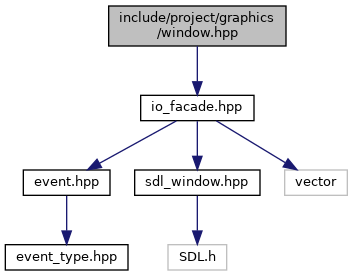 include/project/graphics
/window.hpp
io_facade.hpp
event.hpp
sdl_window.hpp
vector
event_type.hpp
SDL.h